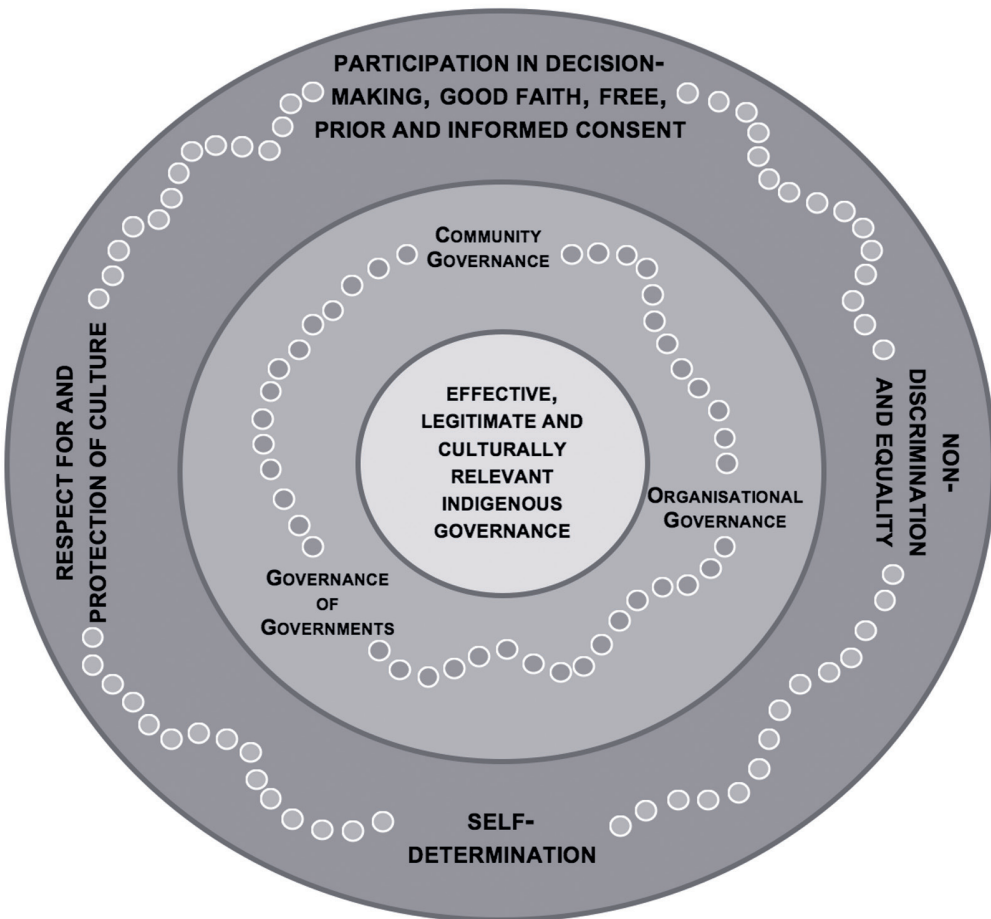 PARTICIPATION IN DECISION-
MAKING, GOOD FAITH, FREE,
PRIOR AND INFORMED CONSENT
COMMUNITY
GOVERNANCE
RESPECT FOR AND
PROTECTION OF CULTURE
EFFECTIVE,
LEGITIMATE AND
CULTURALLY
RELEVANT
INDIGENOUS
GOVERNANCE
NON-
DISCRIMINATION
AND EQUALITY
ORGANISATIONAL
GOVERNANCE
GOVERNANCE
OF
GOVERNMENTS
SELF-
DETERMINATION